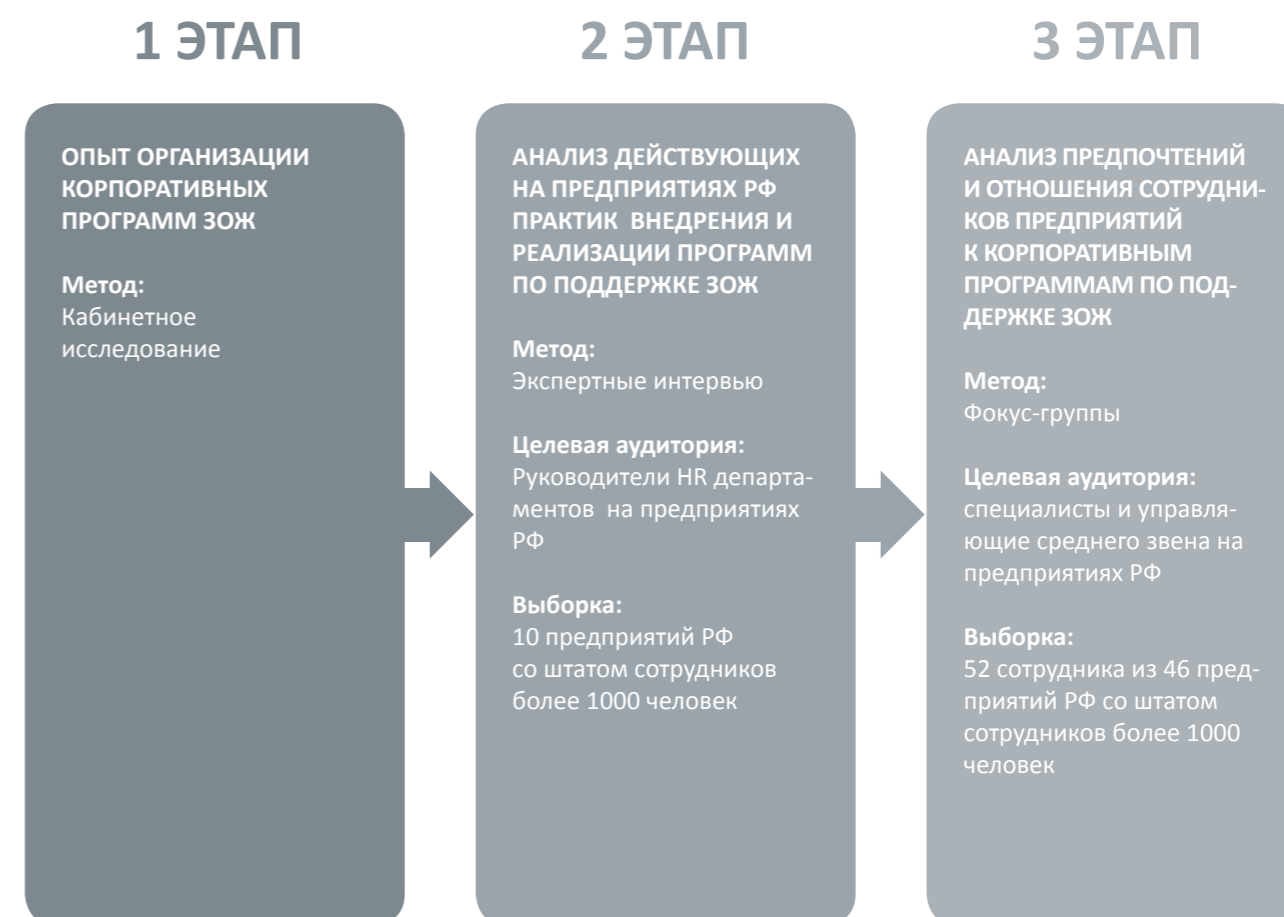 1 ЭТАП
ОПЫТ ОРГАНИЗАЦИИ
КОРПОРАТИВНЫХ
ПРОГРАММ ЗОЖ
Метод:
Кабинетное
исследование
2 ЭТАП
АНАЛИЗ ДЕЙСТВУЮЩИХ
НА ПРЕДПРИЯТИЯХ РФ
ПРАКТИК ВНЕДРЕНИЯ И
РЕАЛИЗАЦИИ ПРОГРАММ
ПО ПОДДЕРЖКЕ ЗОЖ
Метод:
Экспертные интервью
Целевая аудитория:
Руководители HR департа-
ментов на предприятиях
РФ
Выборка:
10 предприятий РФ
со штатом сотрудников
более 1000 человек
3 ЭТАП
АНАЛИЗ ПРЕДПОЧТЕНИЙ
И ОТНОШЕНИЯ СОТРУДНИ-
КОВ ПРЕДПРИЯТИЙ
К КОРПОРАТИВНЫМ
ПРОГРАММАМ ПО ПОД-
ДЕРЖКЕ ЗОЖ
Метод:
Фокус-группы
Целевая аудитория:
специалисты и управля-
ющие среднего звена на
предприятиях РФ
Выборка:
52 сотрудника из 46 пред-
приятий РФ со штатом
сотрудников более 1000
человек